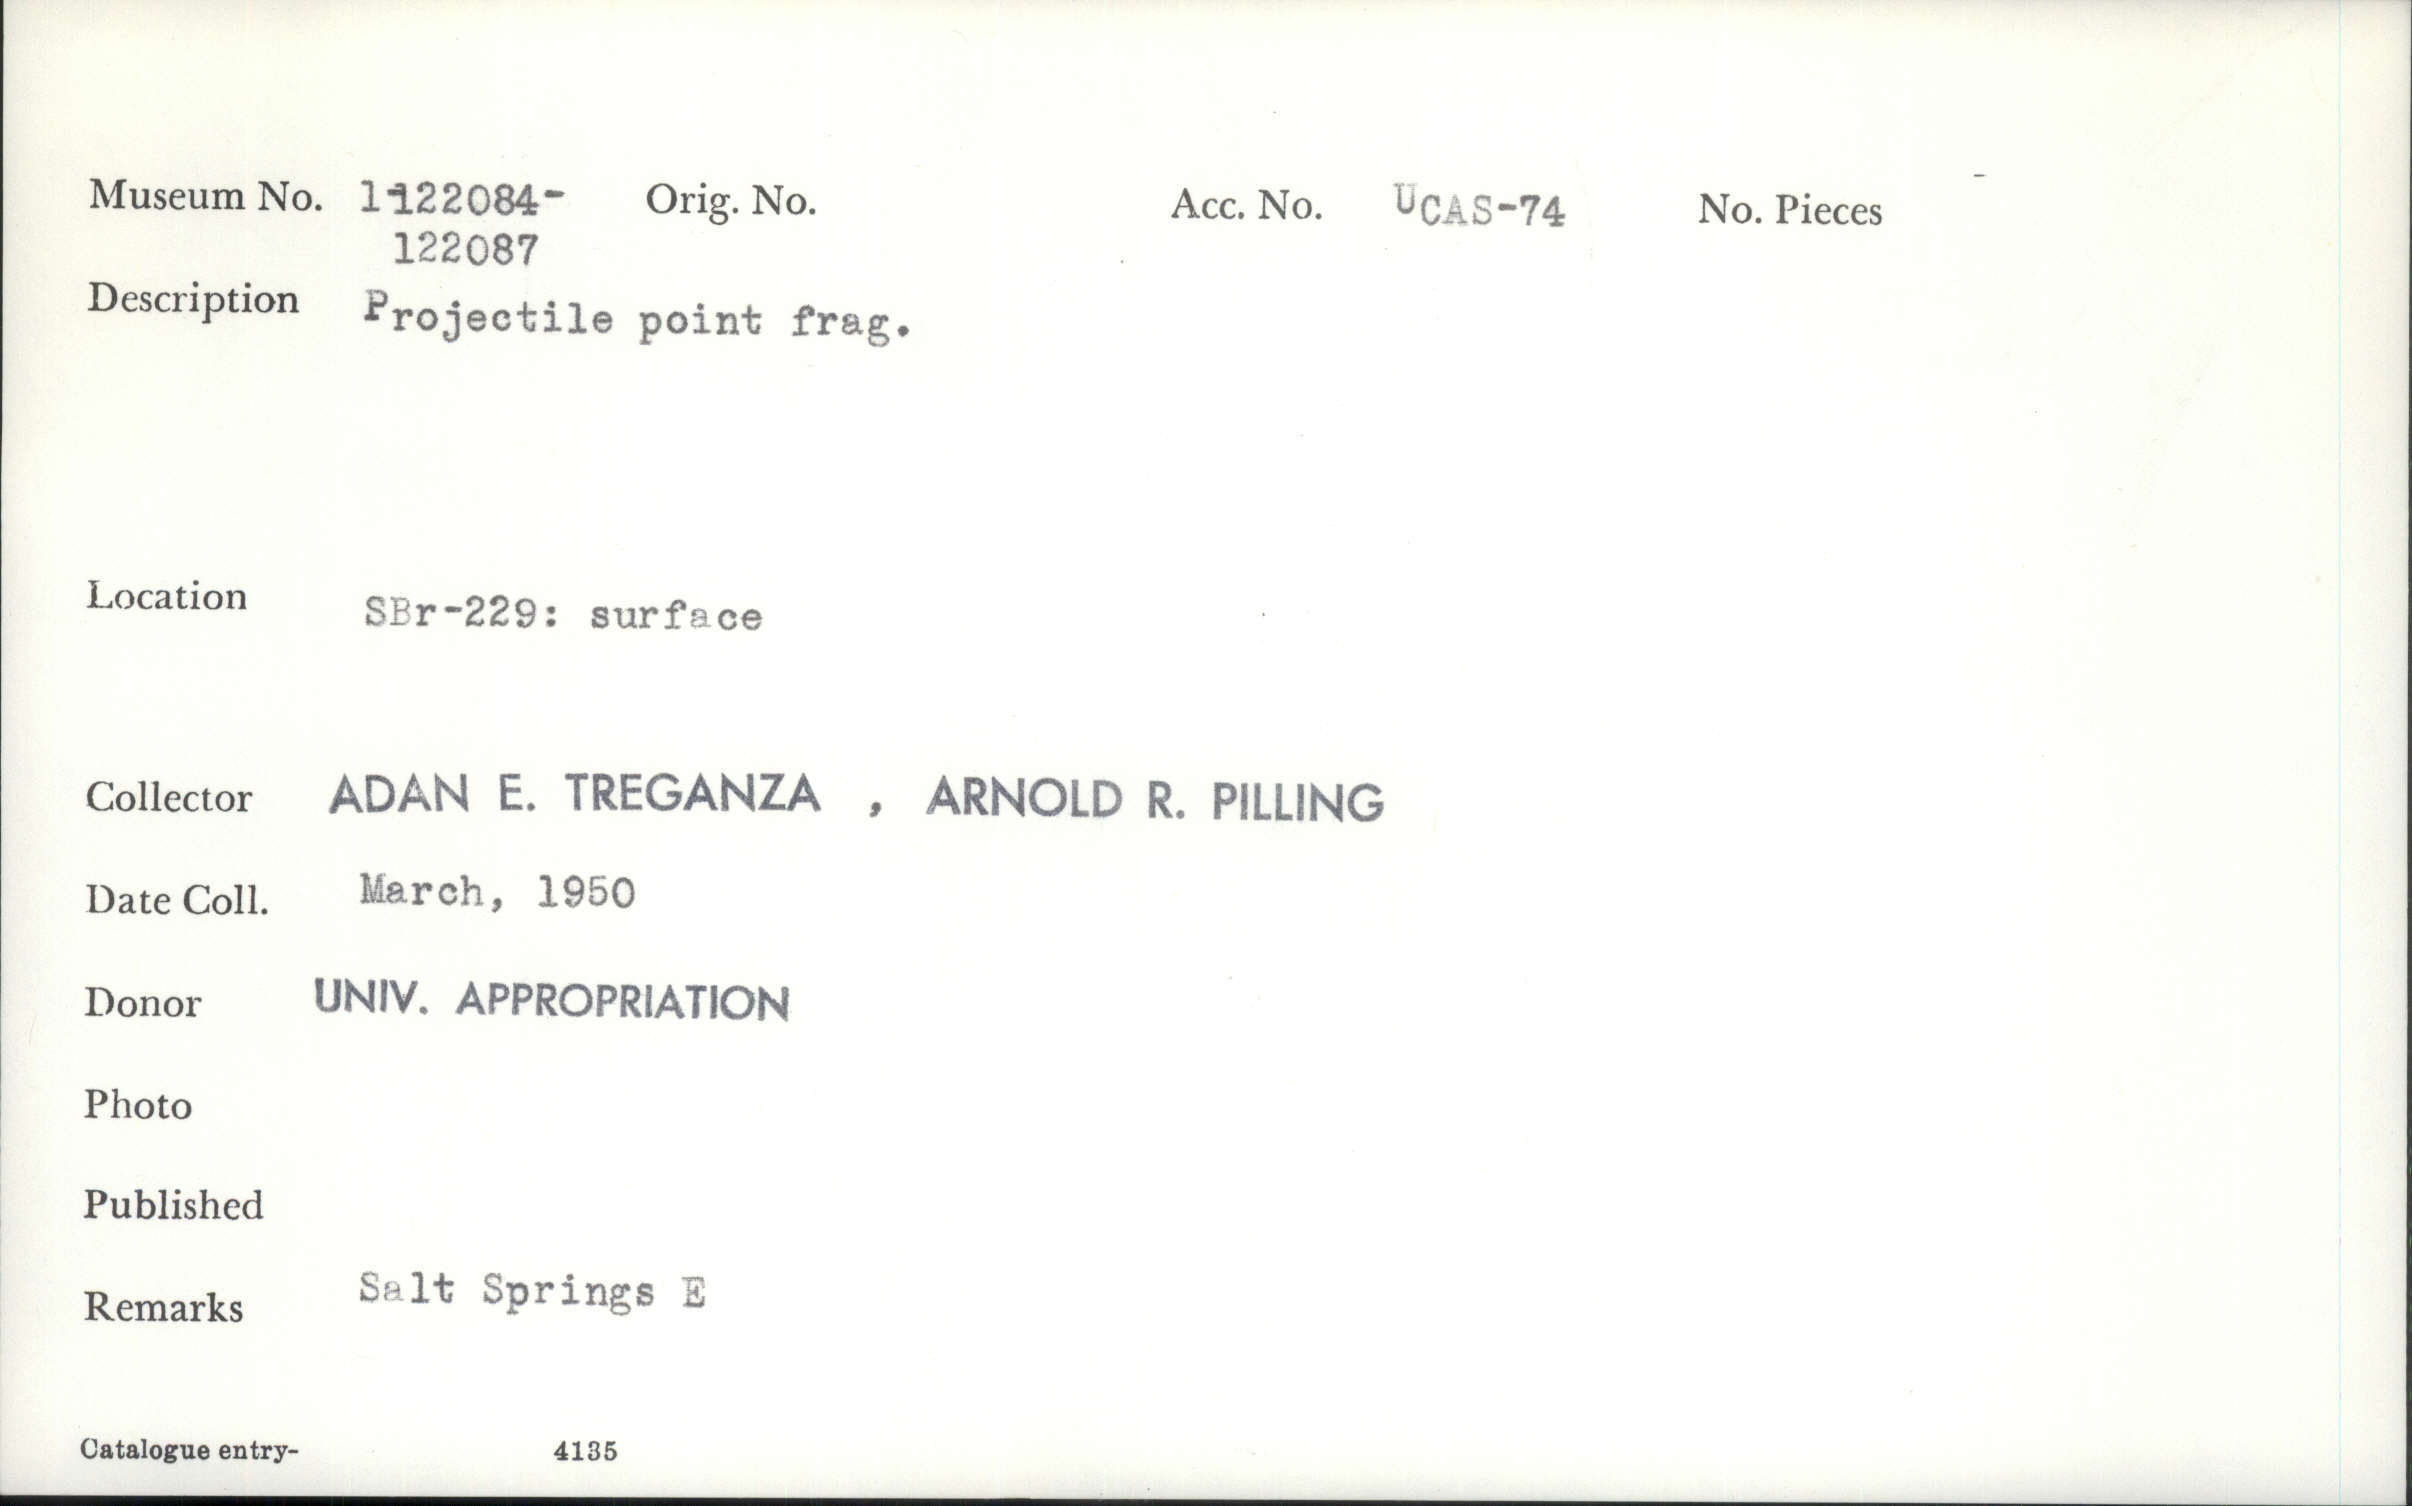 Museum No. 1-122084- Orig. No. Acc. No. UCAS-74 No. Pieces
122087
Description Projectile point frag.
Location SBr-229: surface
Collector ADAN E. TREGANZA , ARNOLD R. PILLING
Date Coll. March, 1950
Donor UNIV. APPROPRIATION
Photo
Published
Remarks Salt Springs E
Catalogue entry- 4135